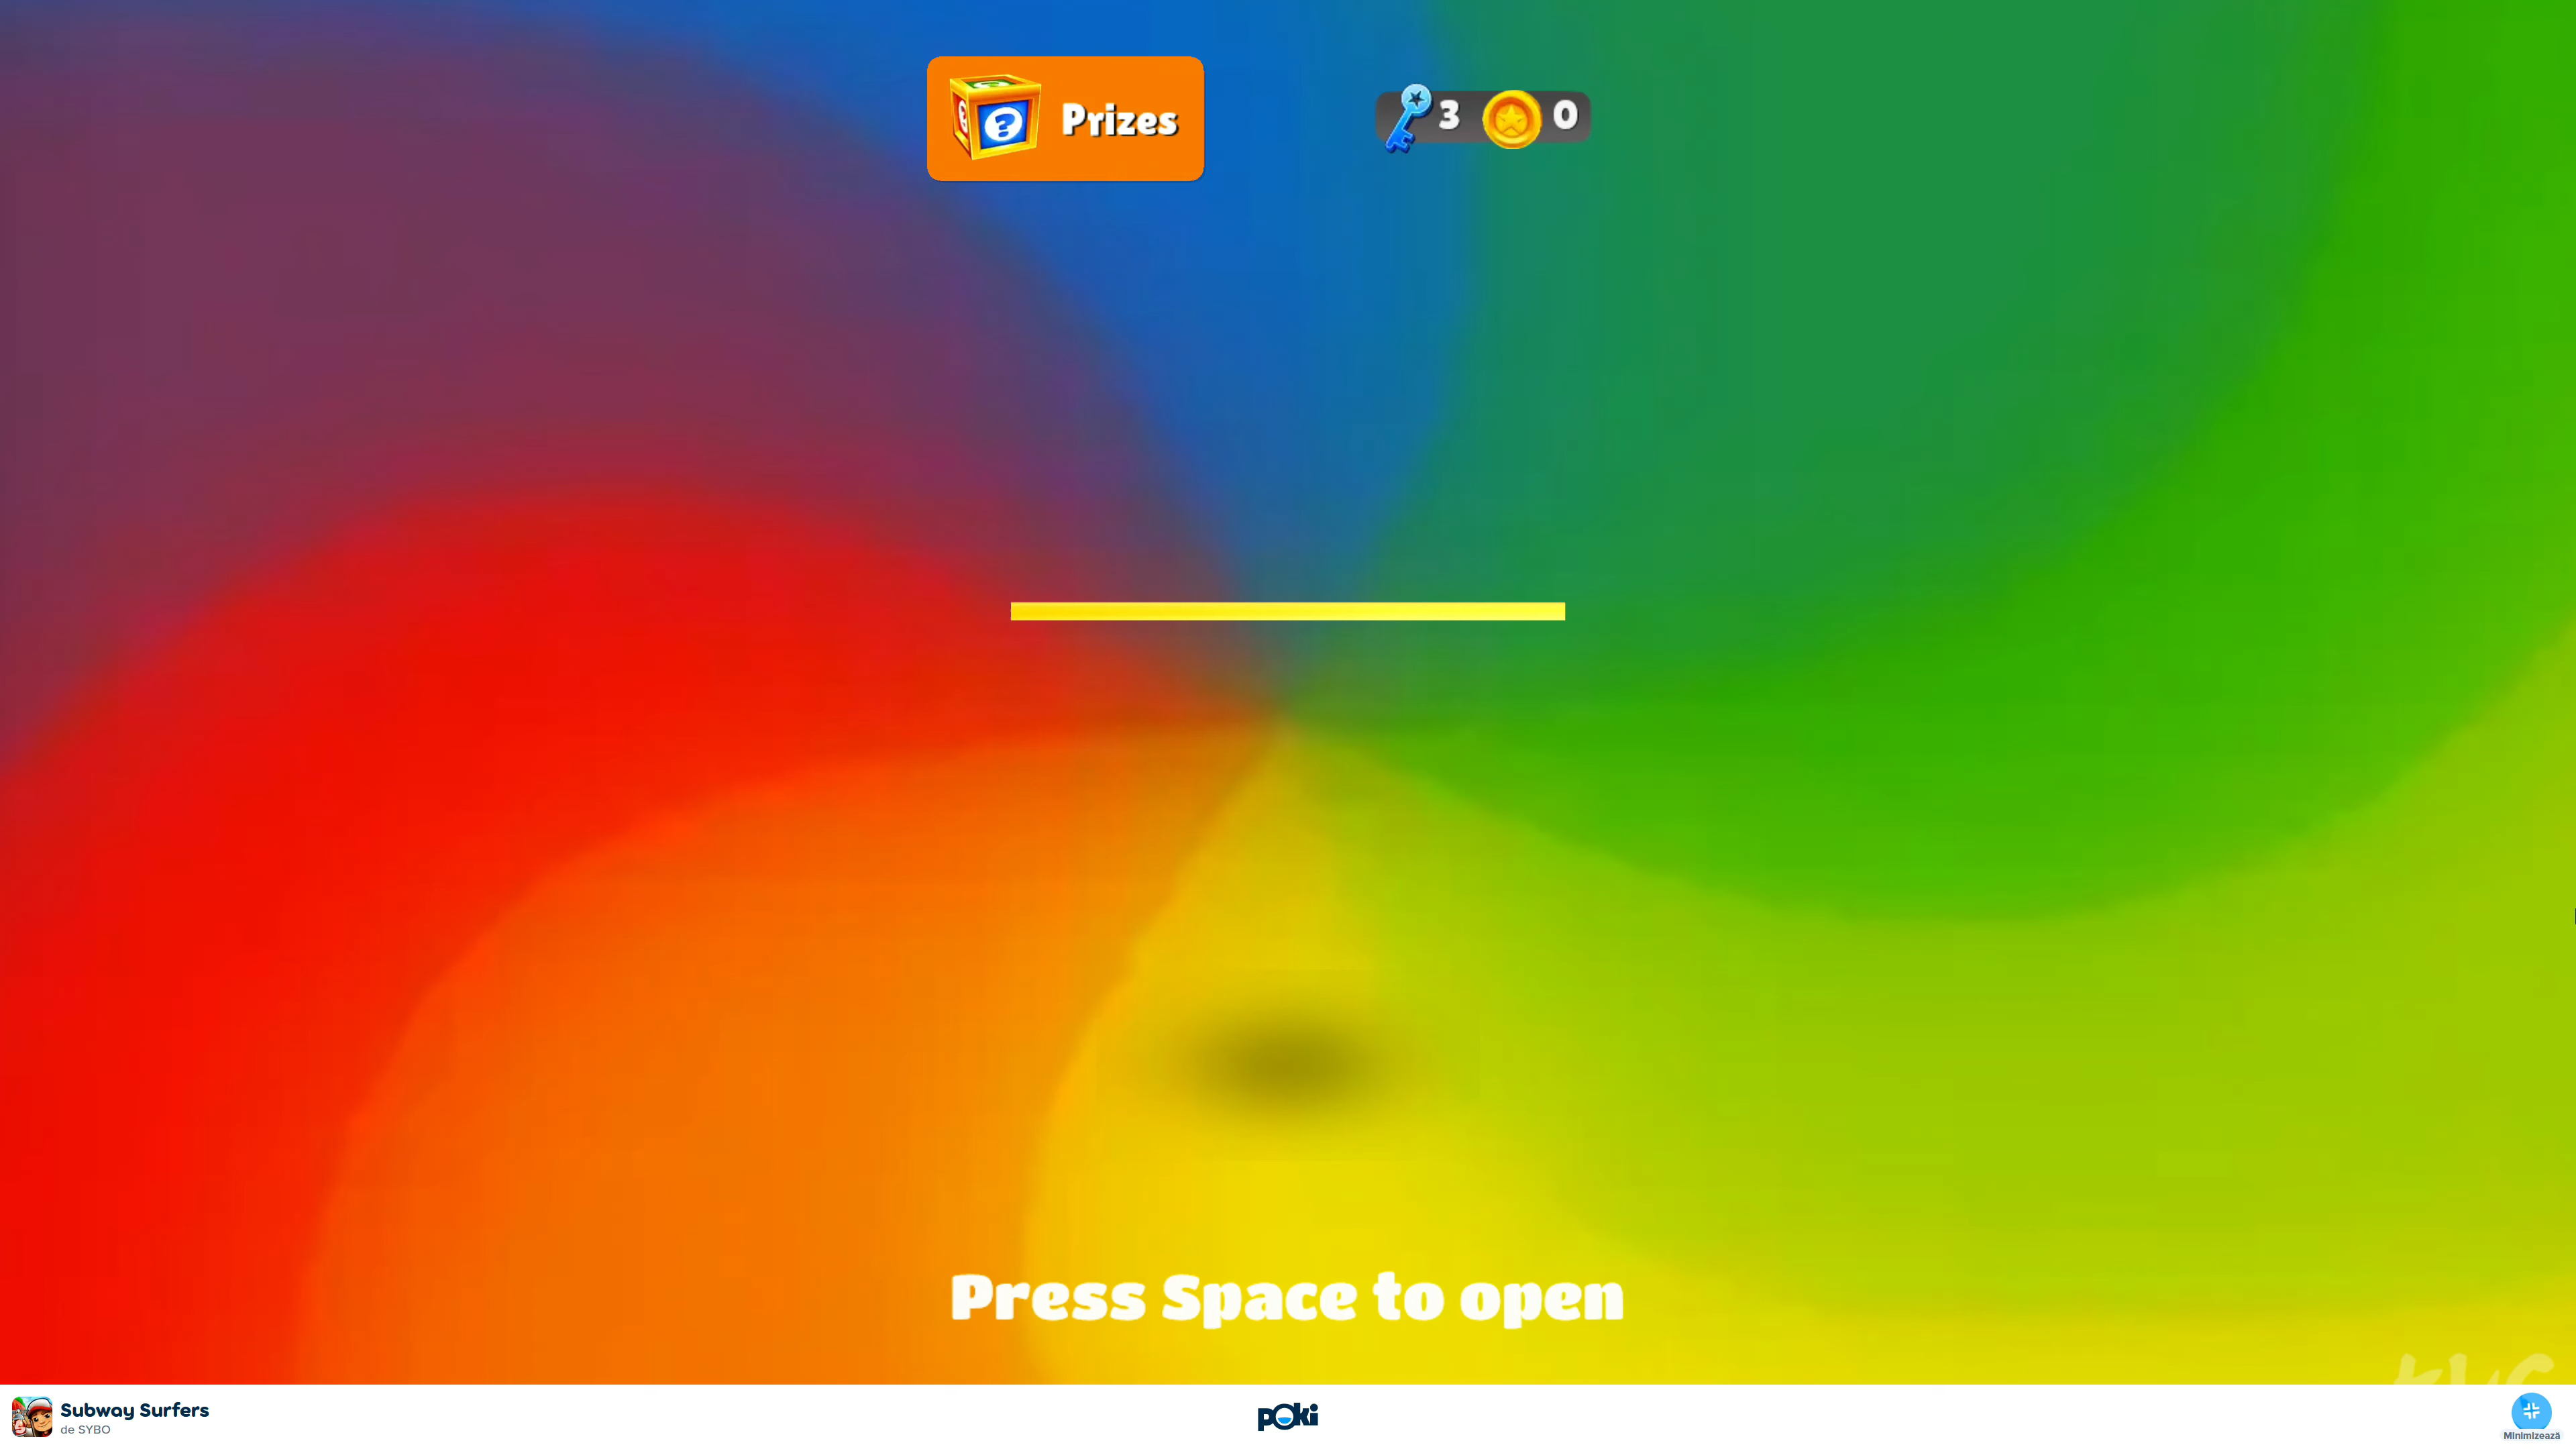 Prizes
3 0
Press Space to open
Subway Surfers
de SYBO
poki
Minimizează